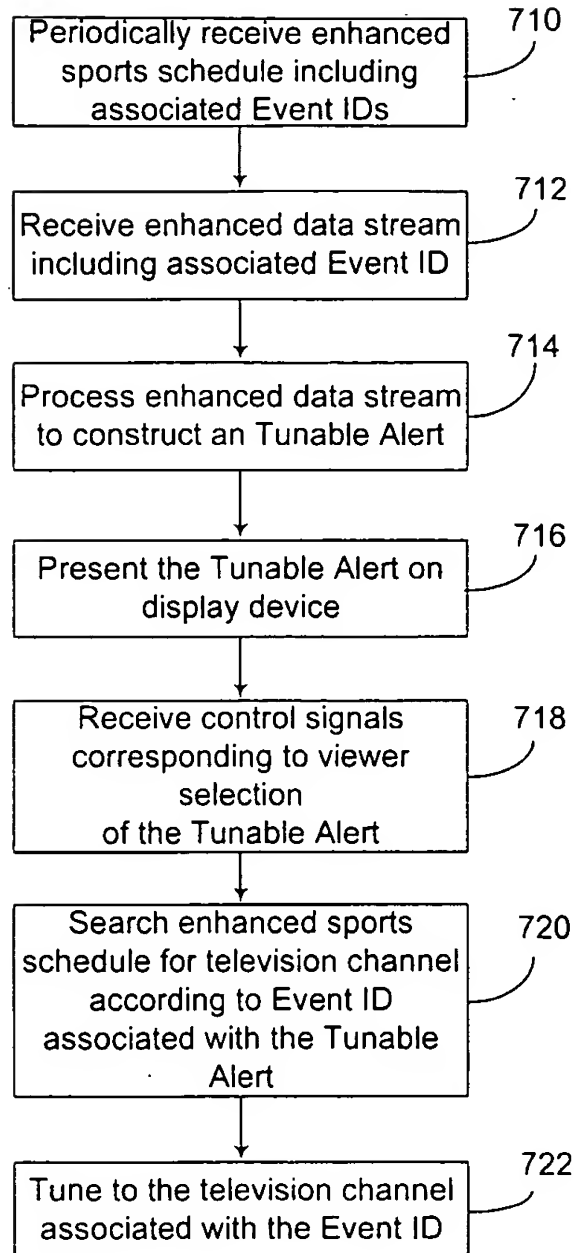 Periodically receive enhanced
sports schedule including
associated Event IDs
710
Receive enhanced data stream
including associated Event ID
712
Process enhanced data stream
to construct an Tunable Alert
714
Present the Tunable Alert on
display device
716
Receive control signals
corresponding to viewer
selection
of the Tunable Alert
718
Search enhanced sports
schedule for television channel
according to Event ID
associated with the Tunable
Alert
720
Tune to the television channel
associated with the Event ID
722